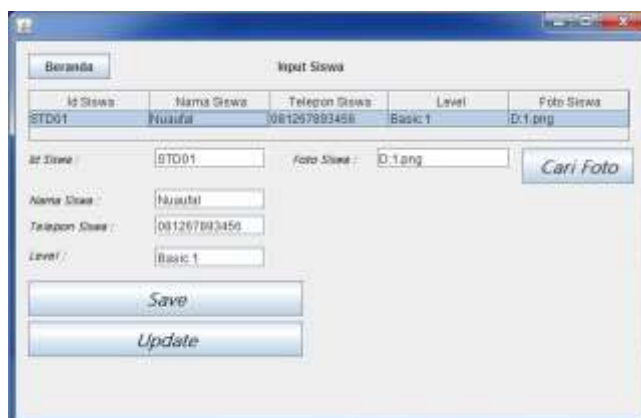 Beranda Input Siswa
Id Siswa Nama Siswa Telepon Siswa Level Foto Siswa
STD01 Nuaufal 081267893456 Basic 1 D:1.png
Id Siswa : STD01 Foto Siswa : D:1.png Cari Foto
Nama Siswa : Nuaufal
Telepon Siswa : 081267893456
Level : Basic 1
Save
Update